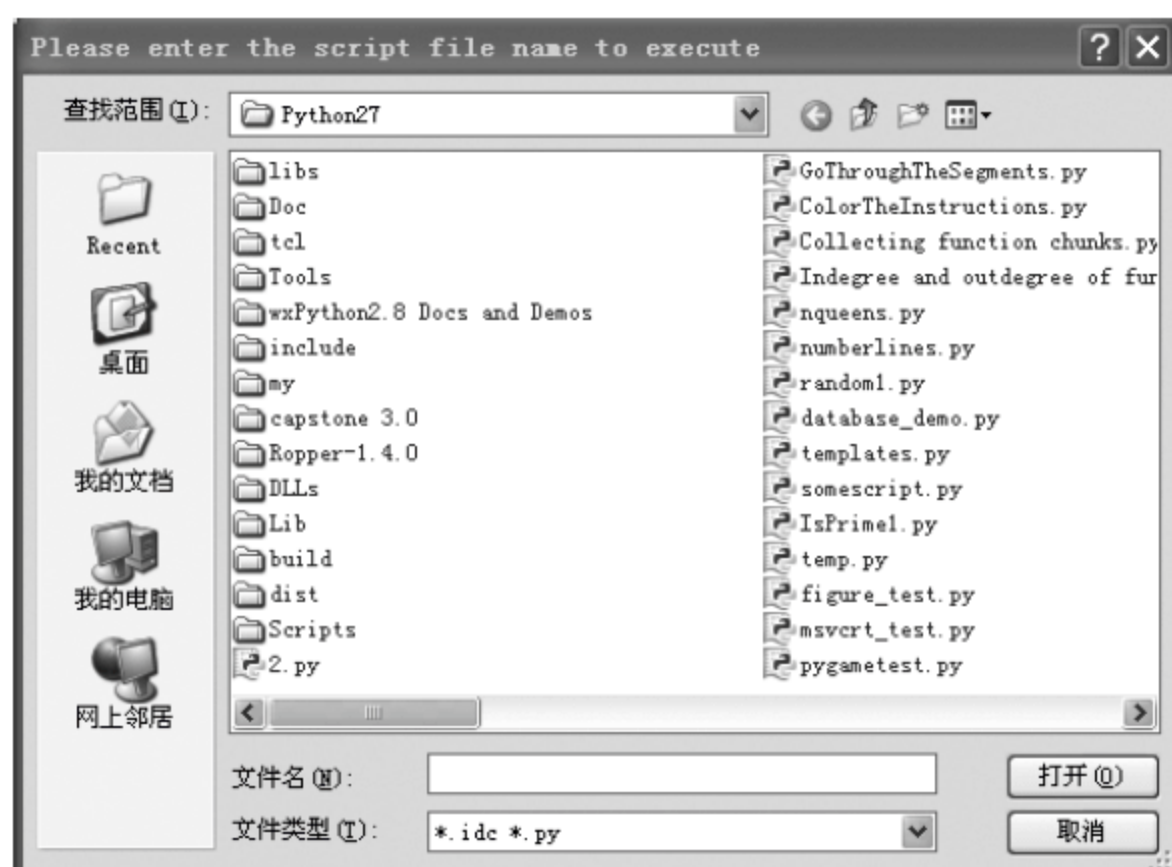 Please enter the script file name to execute
查找范围(I):
Python27
Recent
桌面
我的文档
我的电脑
网上邻居
libs
Doc
tcl
Tools
wxPython2.8 Docs and Demos
include
my
capstone 3.0
Ropper-1.4.0
DLLs
Lib
build
dist
Scripts
2.py
GoThroughTheSegments.py
ColorTheInstructions.py
Collecting function chunks.py
Indegree and outdegree of fur
nqueens.py
numberlines.py
random1.py
database_demo.py
templates.py
somescript.py
IsPrime1.py
temp.py
figure_test.py
msvcrt_test.py
pygametest.py
文件名(N):
打开(O)
文件类型(T):
*.idc *.py
取消